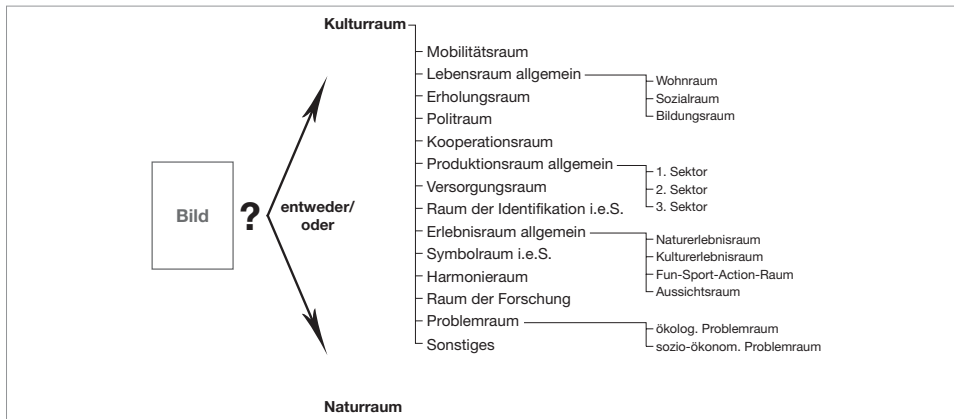 Kulturraum
Mobilitätsraum
Lebensraum allgemein
Wohnraum
Sozialraum
Bildungsraum
Erholungsraum
Politraum
Kooperationsraum
Produktionsraum allgemein
1. Sektor
2. Sektor
3. Sektor
Versorgungsraum
Raum der Identifikation i.e.S.
Erlebnisraum allgemein
Naturerlebnisraum
Kulturerlebnisraum
Fun-Sport-Action-Raum
Aussichtsraum
Symbolraum i.e.S.
Harmonieraum
Raum der Forschung
Problemraum
ökolog. Problemraum
sozio-ökonom. Problemraum
Sonstiges
Bild
?
entweder/
oder
Naturraum